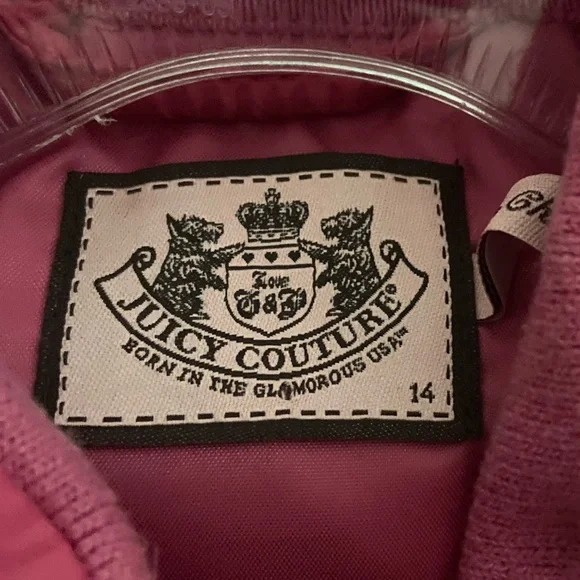 Love
G&P
JUICY COUTURE®
BORN IN THE GLAMOROUS USA™
14